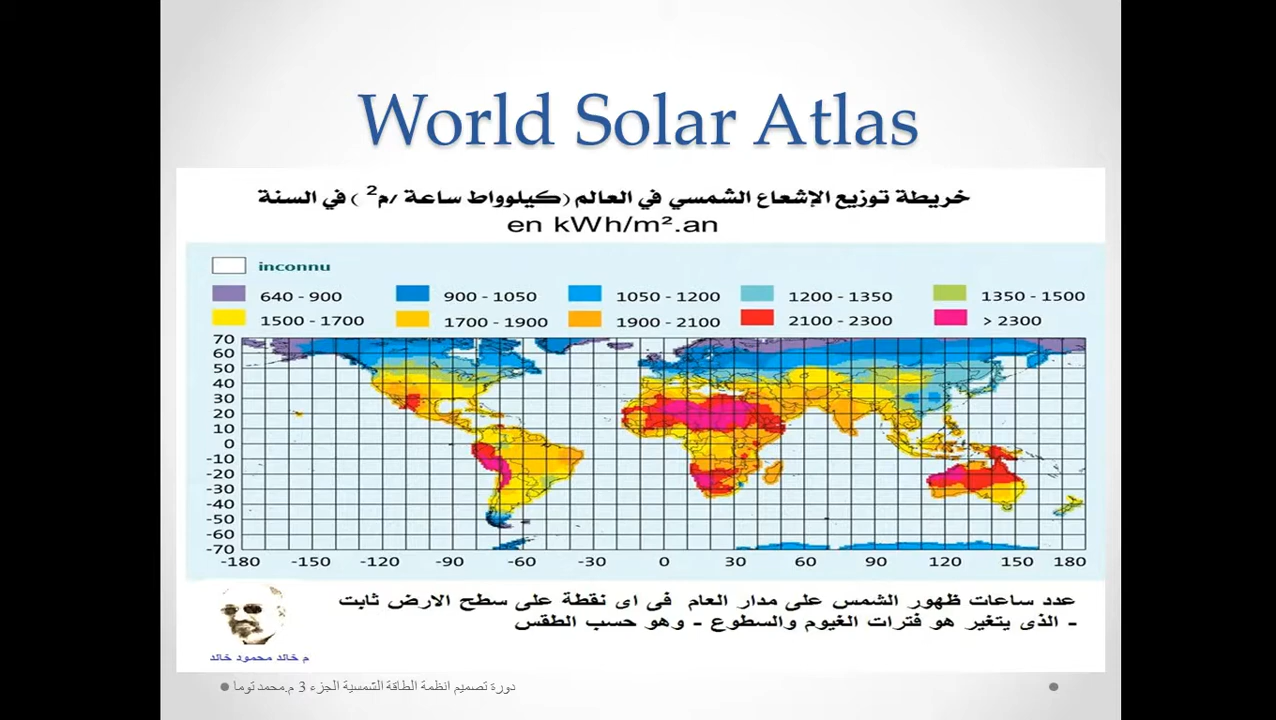 World Solar Atlas
خريطة توزيع الإشعاع الشمسي في العالم (كيلوواط ساعة /م2 ) في السنة
en kWh/m².an
inconnu
640 - 900 900 - 1050 1050 - 1200 1200 - 1350 1350 - 1500
1500 - 1700 1700 - 1900 1900 - 2100 2100 - 2300 > 2300
70
60
50
40
30
20
10
0
-10
-20
-30
-40
-50
-60
-70
-180 -150 -120 -90 -60 -30 0 30 60 90 120 150 180
عدد ساعات ظهور الشمس على مدار العام فى اى نقطة على سطح الارض ثابت
- الذى يتغير هو فترات الغيوم والسطوع - وهو حسب الطقس
م خالد محمود خالد
دورة تصميم انظمة الطاقة الشمسية الجزء 3 م.محمد توما